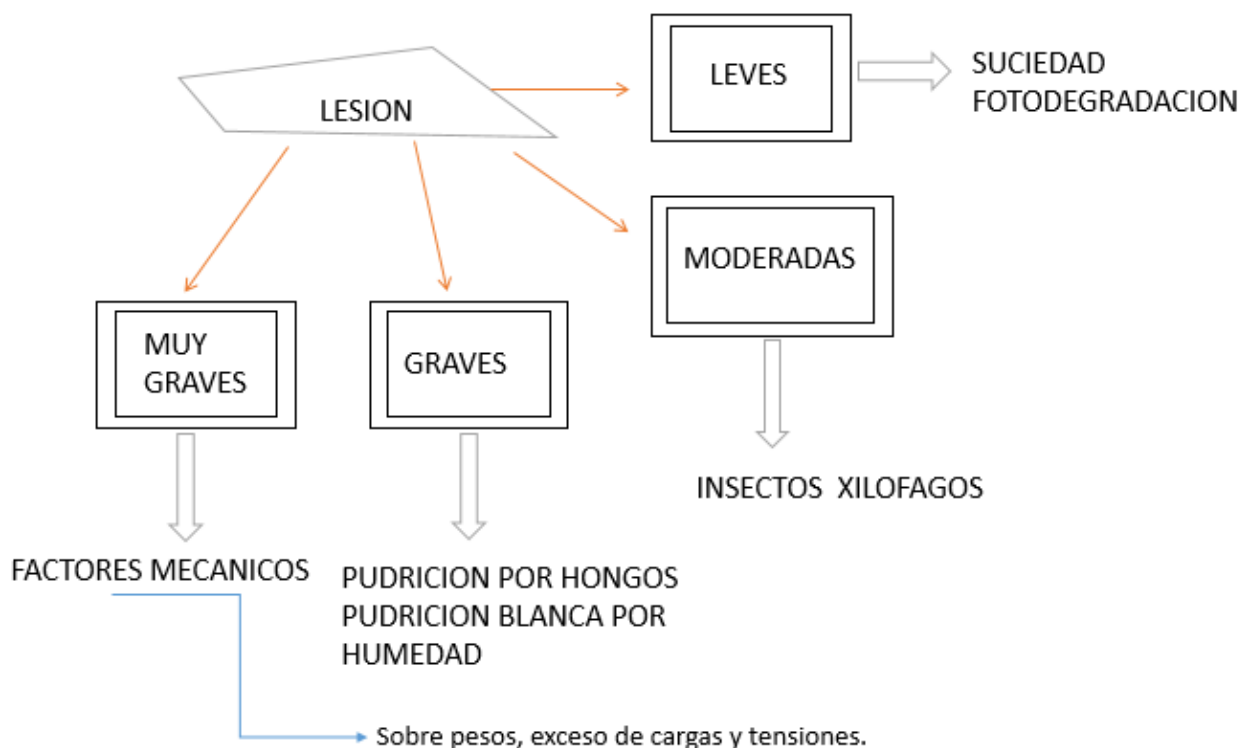 LESION
LEVES
SUCIEDAD
FOTODEGRADACION
MODERADAS
INSECTOS  XILOFAGOS
MUY
GRAVES
GRAVES
FACTORES MECANICOS
PUDRICION POR HONGOS
PUDRICION BLANCA POR
HUMEDAD
Sobre pesos, exceso de cargas y tensiones.